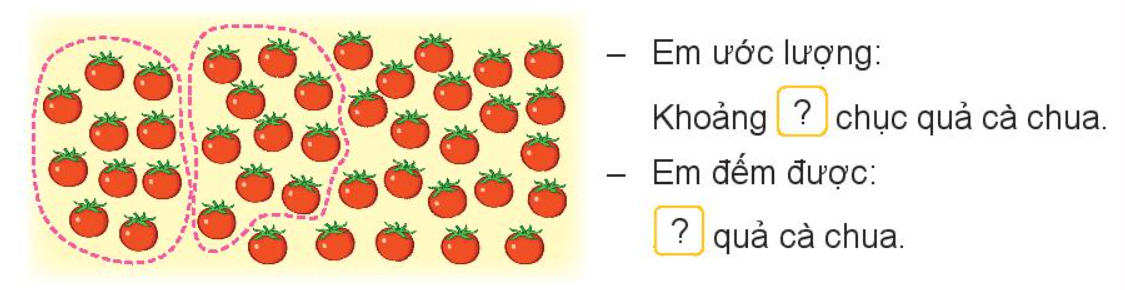 – Em ước lượng:
Khoảng ? chục quả cà chua.
– Em đếm được:
? quả cà chua.